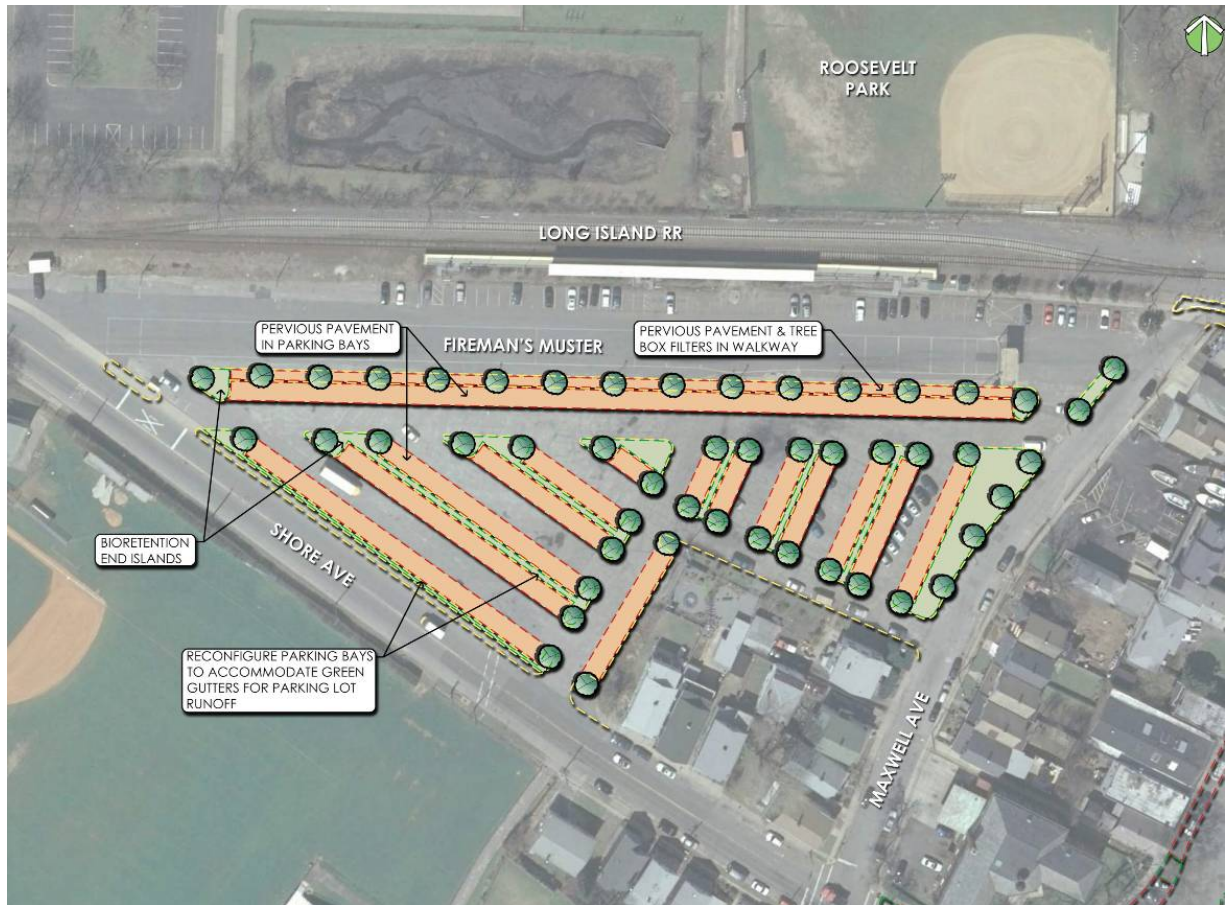 ROOSEVELT
PARK
LONG ISLAND RR
PERVIOUS PAVEMENT
IN PARKING BAYS
FIREMAN'S MUSTER
PERVIOUS PAVEMENT & TREE
BOX FILTERS IN WALKWAY
BIORETENTION
END ISLANDS
SHORE AVE
RECONFIGURE PARKING BAYS
TO ACCOMMODATE GREEN
GUTTERS FOR PARKING LOT
RUNOFF
MAXWELL AVE